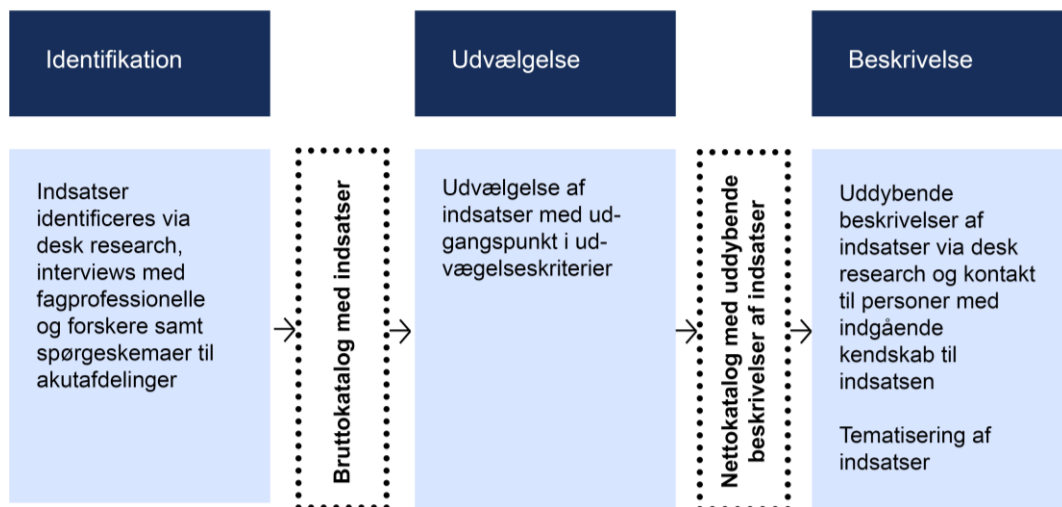 Identifikation
Indsatser
identificeres via
desk research,
interviews med
fagprofessionelle
og forskere samt
spørgeskemaer til
akutafdelinger
Bruttokatalog med indsatser
Udvælgelse
Udvælgelse af
indsatser med ud-
gangspunkt i ud-
vægelseskriterier
Nettokatalog med uddybende
beskrivelser af indsatser
Beskrivelse
Uddybende
beskrivelser af
indsatser via desk
research og kontakt
til personer med
indgående
kendskab til
indsatsen
Tematisering af
indsatser